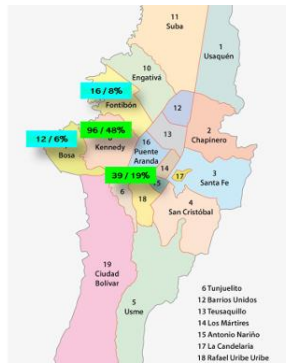 11
Suba
1
Usaquén
10
Engativá
16 / 8%
Fontibón
12
96 / 48%
Kennedy
12 / 6%
Bosa
16
Puente
Aranda
13
2
Chapinero
39 / 19%
14
15
17
3
Santa Fe
6
18
4
San Cristóbal
19
Ciudad
Bolívar
5
Usme
6 Tunjuelito
12 Barrios Unidos
13 Teusaquillo
14 Los Mártires
15 Antonio Nariño
17 La Candelaria
18 Rafael Uribe Uribe